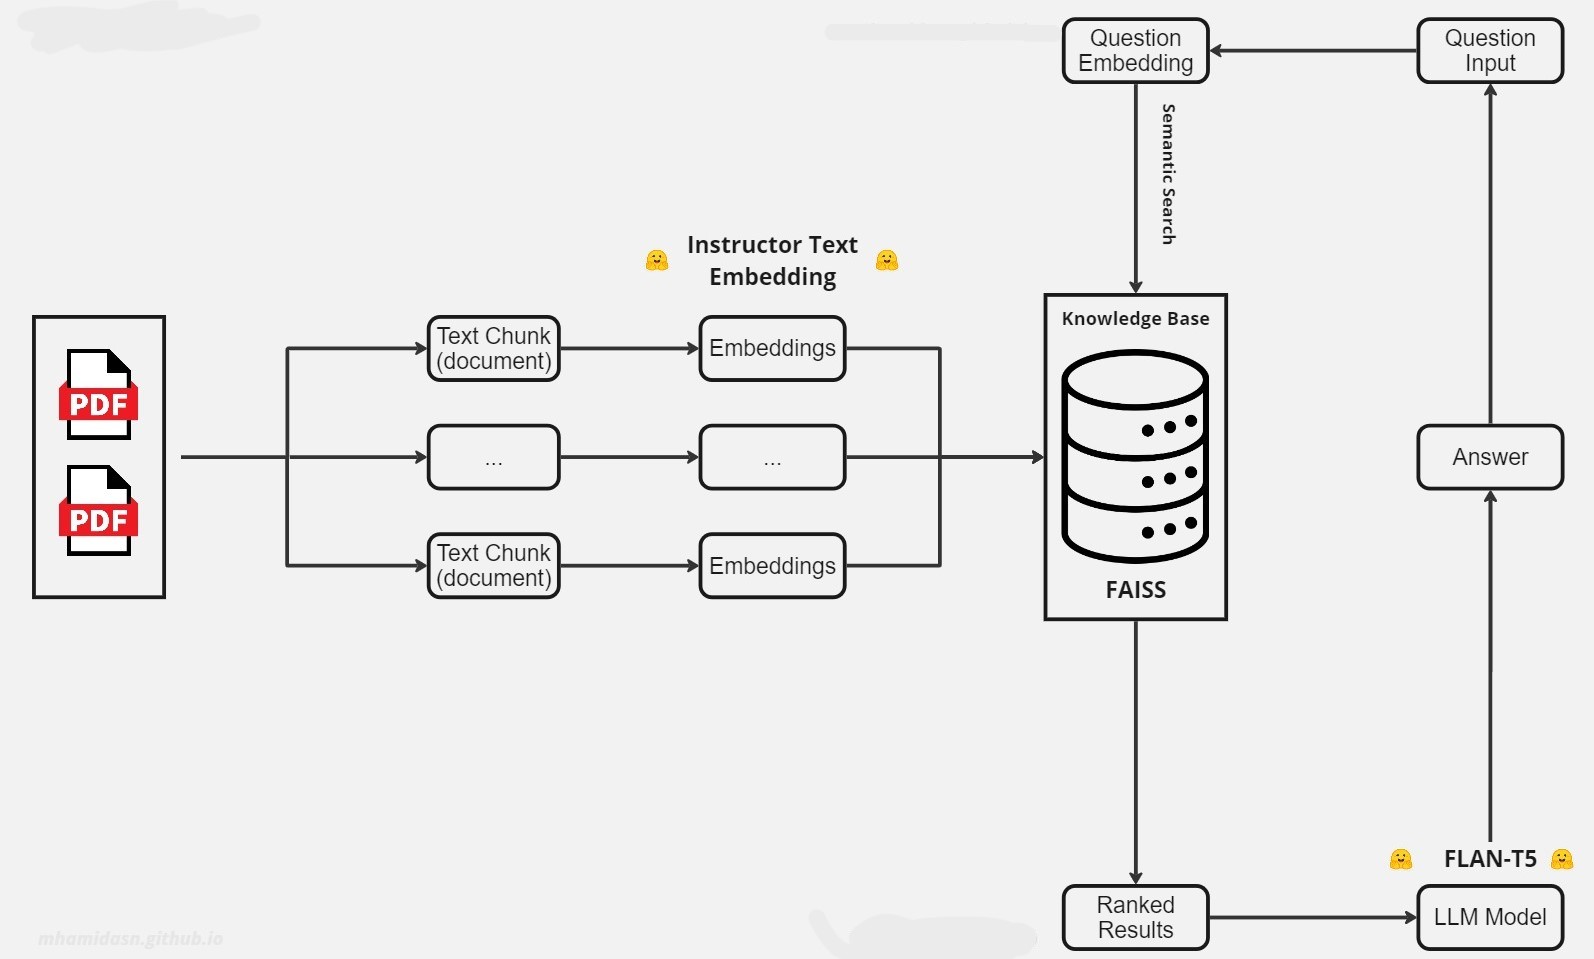 Question
Embedding
Question
Input
Semantic Search
Instructor Text
Embedding
Knowledge Base
PDF
PDF
Text Chunk
(document)
Embeddings
...
...
Text Chunk
(document)
Embeddings
FAISS
Answer
FLAN-T5
Ranked
Results
LLM Model
mhamidasn.github.io